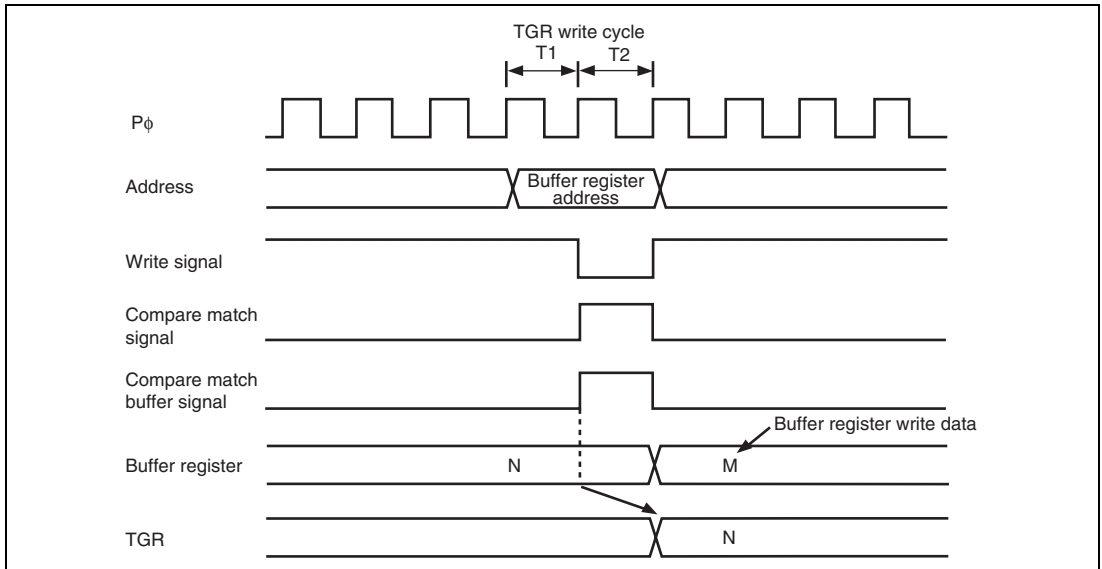 TGR write cycle
T1 T2
Pϕ
Address
Buffer register
address
Write signal
Compare match
signal
Compare match
buffer signal
Buffer register write data
Buffer register N M
TGR N